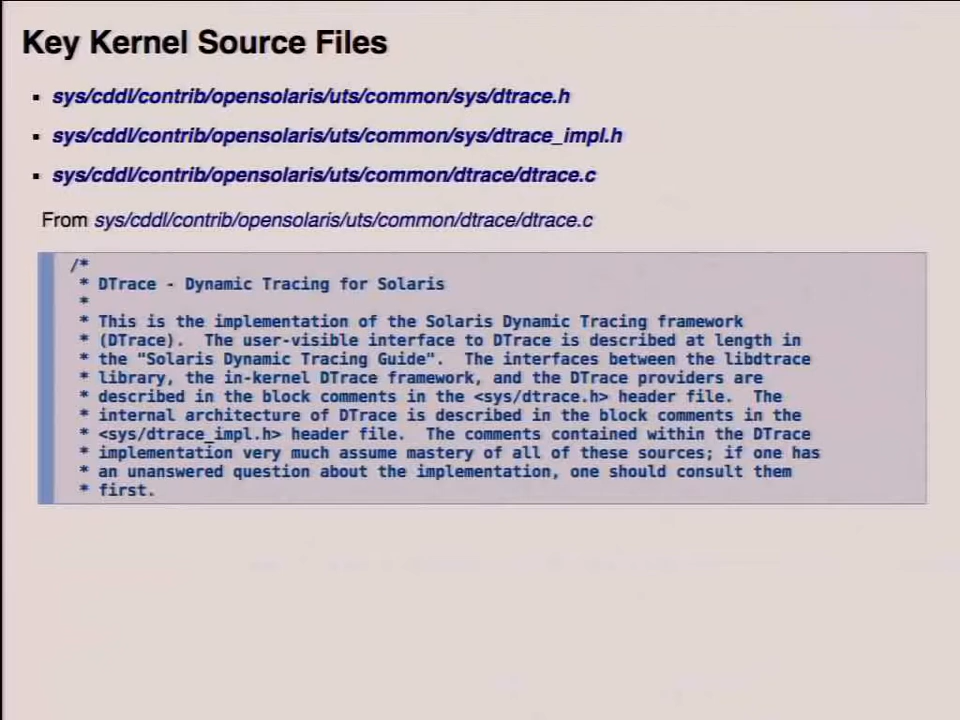 Key Kernel Source Files
▪ sys/cddl/contrib/opensolaris/uts/common/sys/dtrace.h
▪ sys/cddl/contrib/opensolaris/uts/common/sys/dtrace_impl.h
▪ sys/cddl/contrib/opensolaris/uts/common/dtrace/dtrace.c
From sys/cddl/contrib/opensolaris/uts/common/dtrace/dtrace.c
/*
 * DTrace - Dynamic Tracing for Solaris
 *
 * This is the implementation of the Solaris Dynamic Tracing framework
 * (DTrace).  The user-visible interface to DTrace is described at length in
 * the "Solaris Dynamic Tracing Guide".  The interfaces between the libdtrace
 * library, the in-kernel DTrace framework, and the DTrace providers are
 * described in the block comments in the <sys/dtrace.h> header file.  The
 * internal architecture of DTrace is described in the block comments in the
 * <sys/dtrace_impl.h> header file.  The comments contained within the DTrace
 * implementation very much assume mastery of all of these sources; if one has
 * an unanswered question about the implementation, one should consult them
 * first.